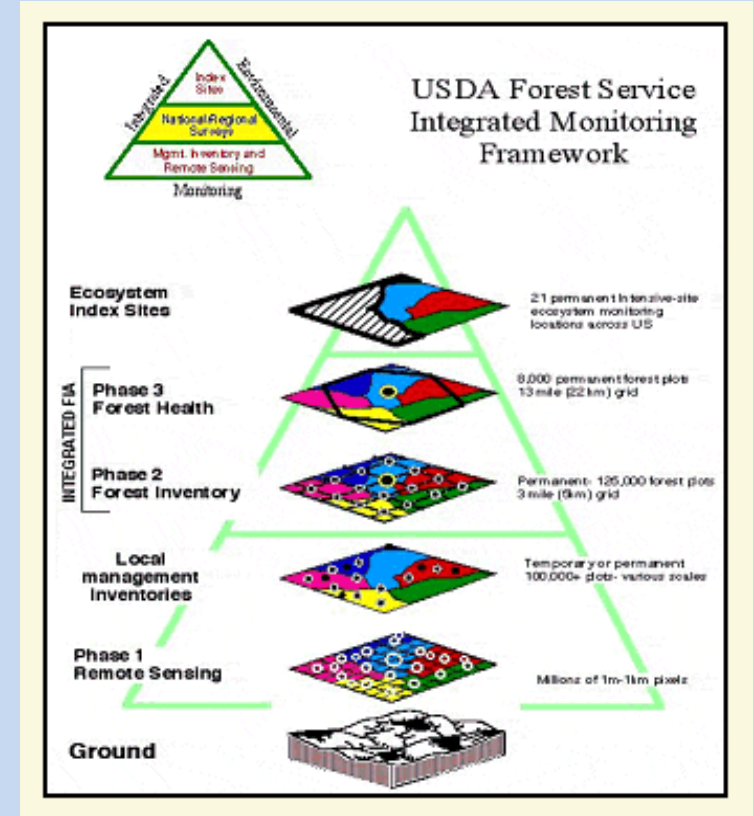 Integrated
Environmental
Index
Sites
National-Regional
Surveys
Mgmt. Inventory and
Remote Sensing
Monitoring
USDA Forest Service
Integrated Monitoring
Framework
Ecosystem
Index Sites
21 permanent Intensive-site
ecosystem monitoring
locations across US
INTEGRATED FIA
Phase 3
Forest Health
8,000 permanent forest plots
13 mile (22 km) grid
Phase 2
Forest Inventory
Permanent- 125,000 forest plots
3 mile (5km) grid
Local
management
Inventories
Temporary or permanent
100,000+ plots- various scales
Phase 1
Remote Sensing
Millions of 1m-1km pixels
Ground